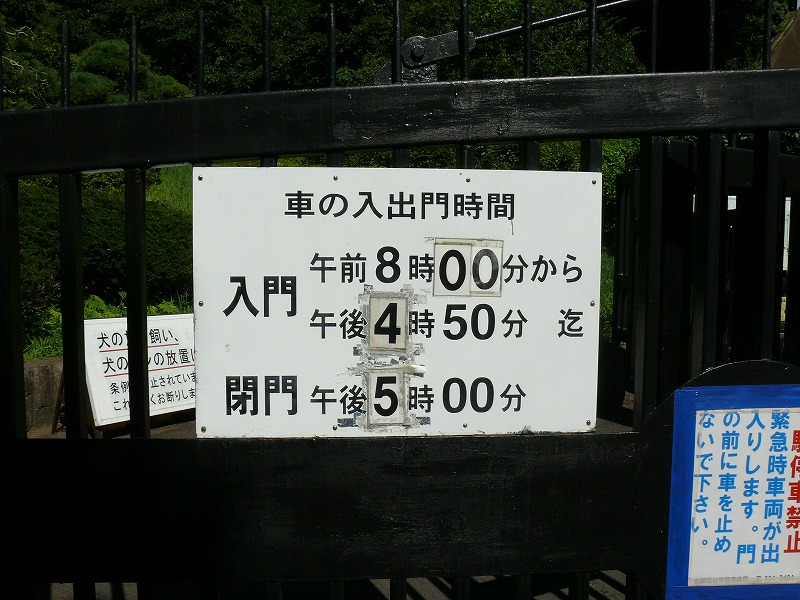 車の入出門時間
入門 午前8時00分から
午後4時50分 迄
閉門 午後5時00分
犬の 飼い、
犬の の放置
条例 止されていま
これ くお断りしま
駐停車禁止
緊急時車両が出
入りします。門
の前に車を止め
ないで下さい。